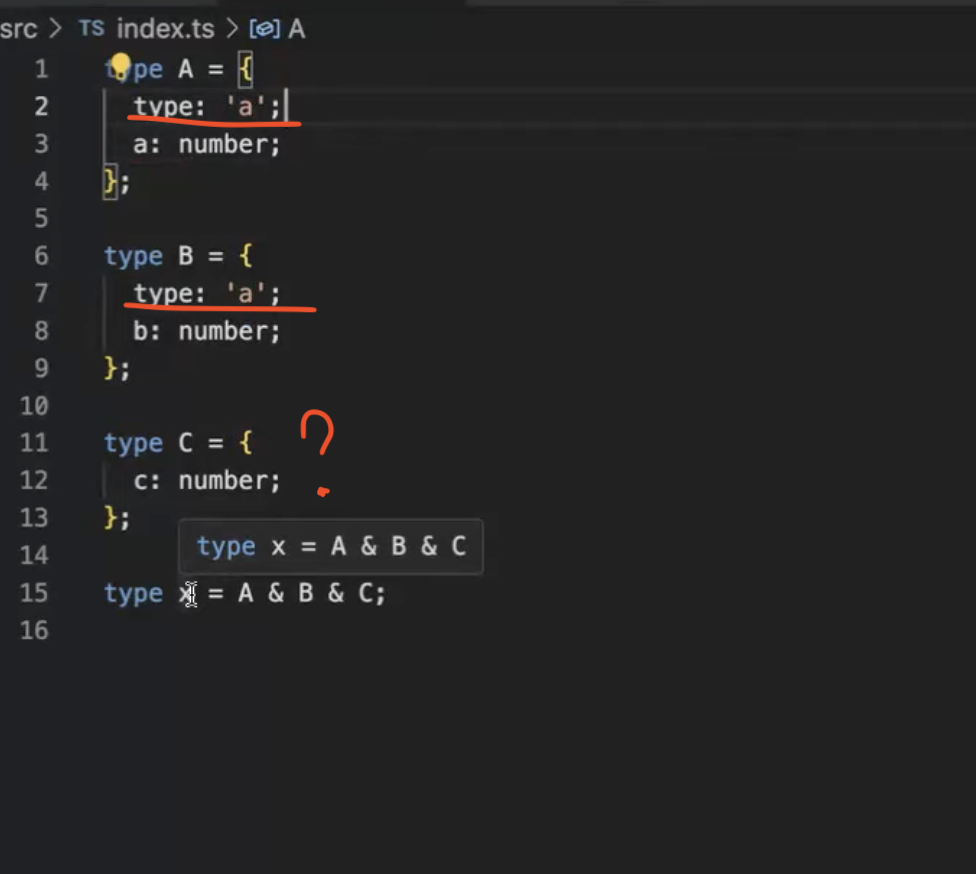 src > TS index.ts > A
1 type A = {
2 type: 'a';
3 a: number;
4 };
5
6 type B = {
7 type: 'a';
8 b: number;
9 };
10
11 type C = { ?
12 c: number;
13 };
type x = A & B & C
14
15 type x = A & B & C;
16